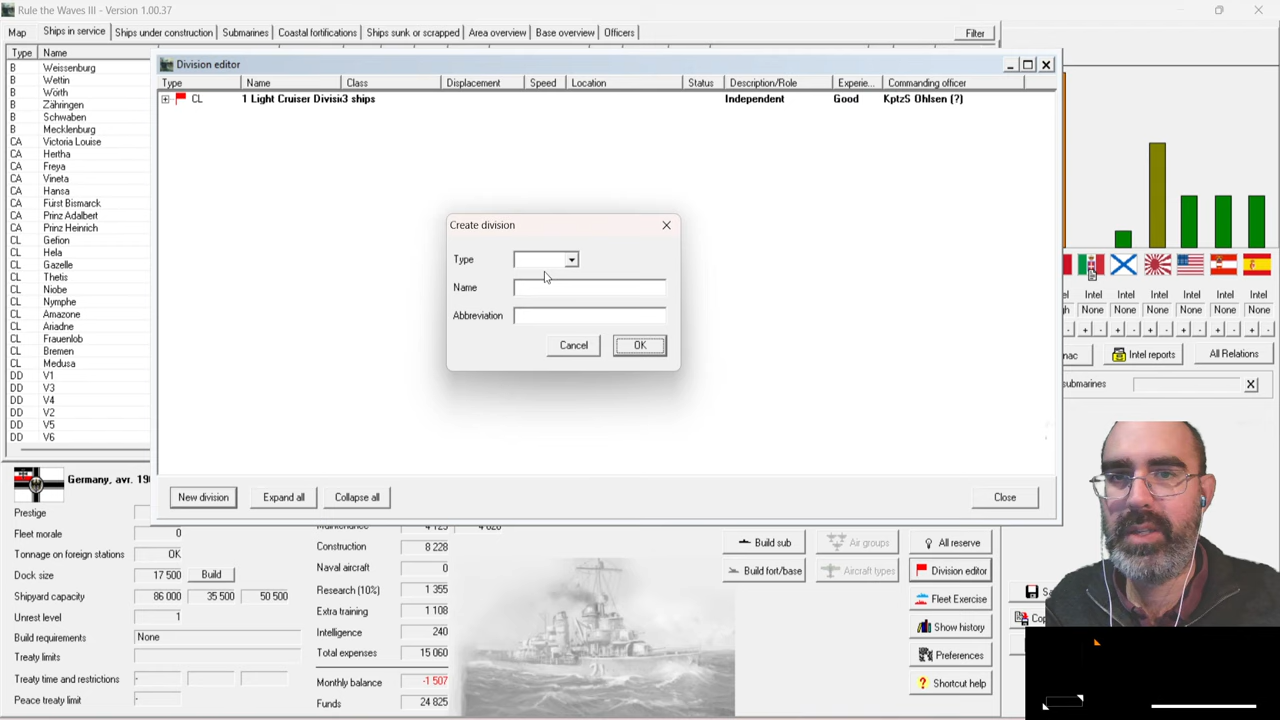 Rule the Waves III - Version 1.00.37
Map
Ships in service
Ships under construction
Submarines
Coastal fortifications
Ships sunk or scrapped
Area overview
Base overview
Officers
Filter
Type Name
B Weissenburg
B Wettin
B Wörth
B Zähringen
B Schwaben
B Mecklenburg
CA Victoria Louise
CA Hertha
CA Freya
CA Vineta
CA Hansa
CA Fürst Bismarck
CA Prinz Adalbert
CA Prinz Heinrich
CL Gefion
CL Hela
CL Gazelle
CL Thetis
CL Niobe
CL Nymphe
CL Amazone
CL Ariadne
CL Frauenlob
CL Bremen
CL Medusa
DD V1
DD V3
DD V4
DD V2
DD V5
DD V6
Division editor
Type Name Class Displacement Speed Location Status Description/Role Experie... Commanding officer
CL 1 Light Cruiser Divisi3 ships Independent Good KptzS Ohlsen (?)
Create division
Type
Name
Abbreviation
Cancel OK
New division Expand all Collapse all Close
Intel Intel Intel Intel Intel Intel
None None None None None None
+ - + - + - + - + - + -
Intel reports
All Relations
submarines X
Germany, avr.
Prestige
Fleet morale 0
Tonnage on foreign stations OK
Dock size 17 500 Build
Shipyard capacity 86 000 35 500 50 500
Unrest level 1
Build requirements None
Treaty limits
Treaty time and restrictions - - -
Peace treaty limit -
Construction 8 228
Naval aircraft 0
Research (10%) 1 355
Extra training 1 108
Intelligence 240
Total expenses 15 060
Monthly balance -1 507
Funds 24 825
Build sub Air groups All reserve
Build fort/base Aircraft types Division editor
Fleet Exercise
Show history
Preferences
Shortcut help